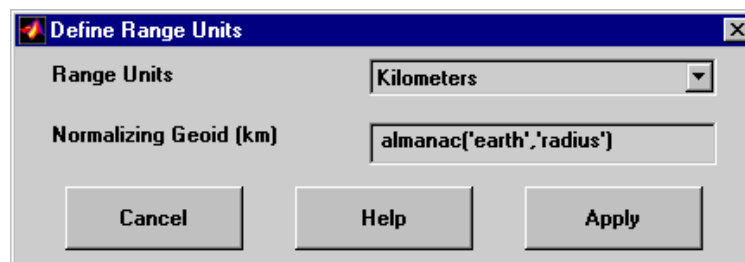 Define Range Units
Range Units Kilometers
Normalizing Geoid (km) almanac('earth','radius')
Cancel Help Apply